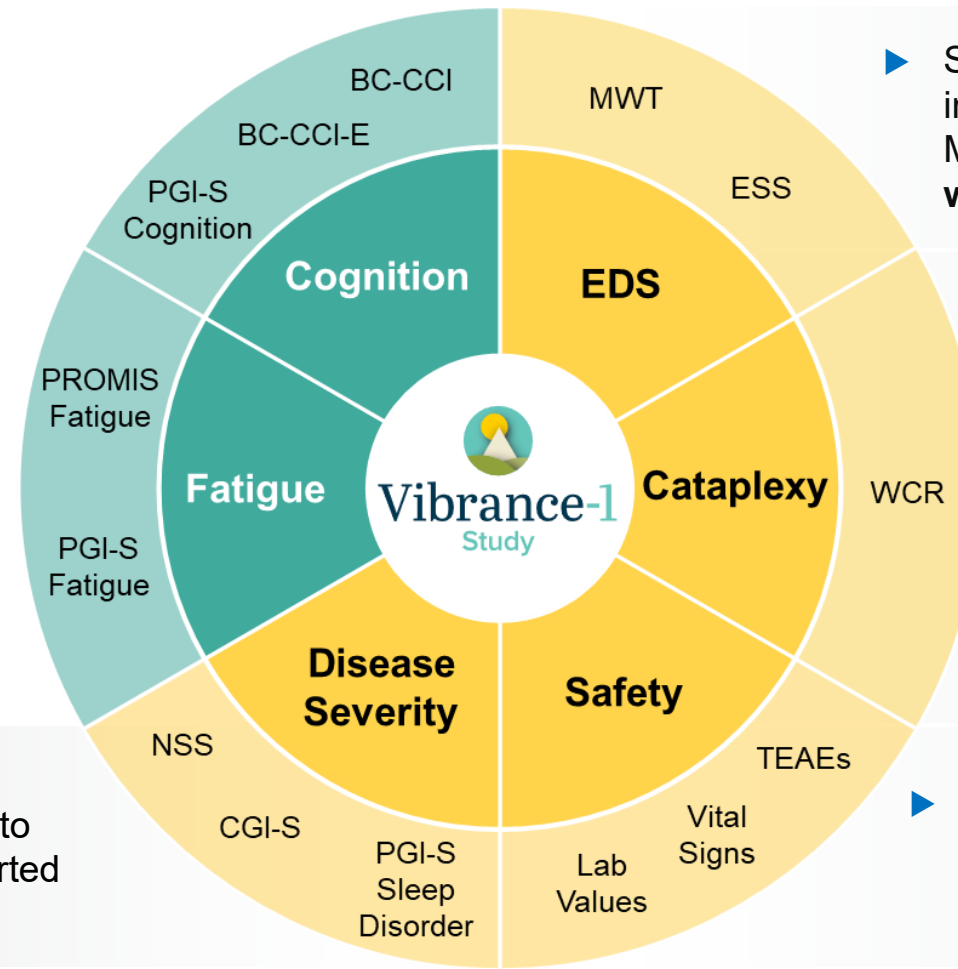 BC-CCI
BC-CCI-E
PGI-S
Cognition
MWT
ESS
Cognition
EDS
PROMIS
Fatigue
PGI-S
Fatigue
Fatigue
Vibrance-1
Study
Cataplexy
WCR
Disease
Severity
Safety
NSS
CGI-S
PGI-S
Sleep
Disorder
TEAEs
Vital
Signs
Lab
Values
to